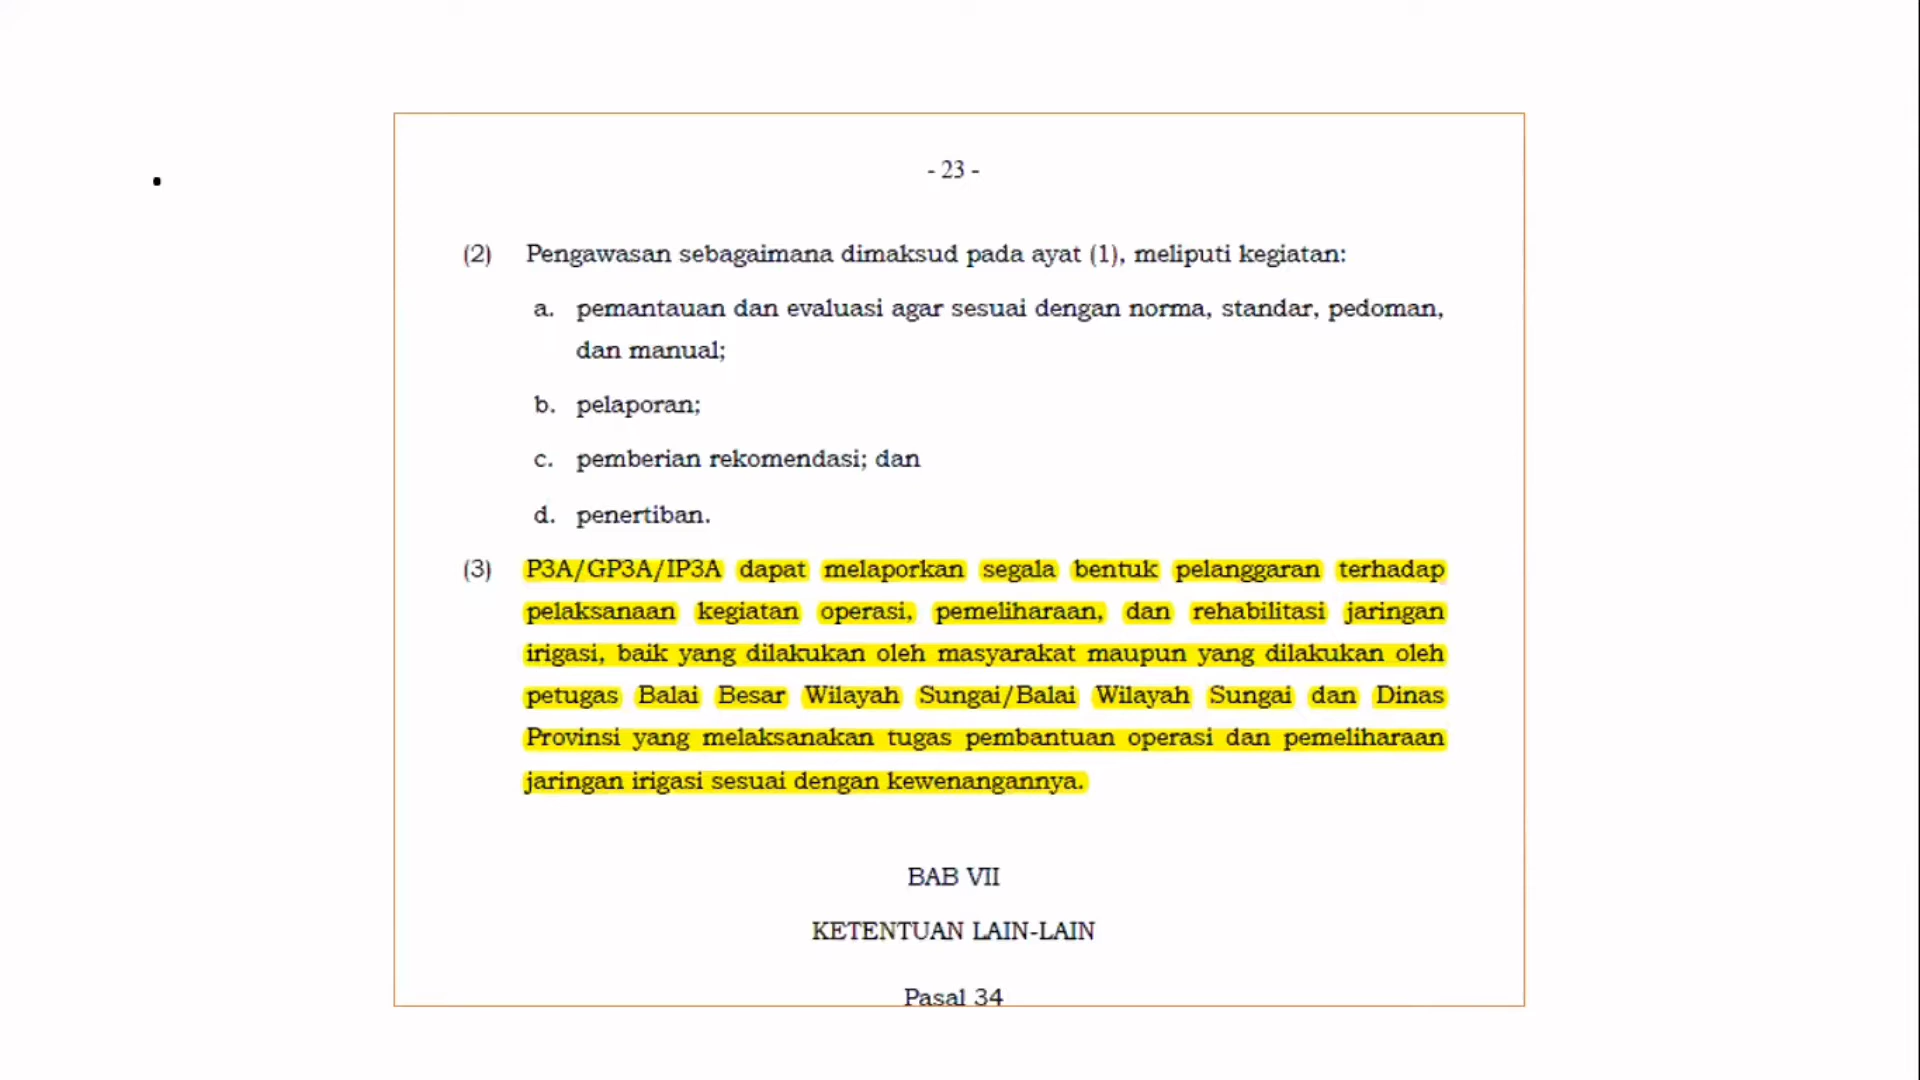 - 23 -
(2) Pengawasan sebagaimana dimaksud pada ayat (1), meliputi kegiatan:
a. pemantauan dan evaluasi agar sesuai dengan norma, standar, pedoman,
dan manual;
b. pelaporan;
c. pemberian rekomendasi; dan
d. penertiban.
(3) P3A/GP3A/IP3A dapat melaporkan segala bentuk pelanggaran terhadap
pelaksanaan kegiatan operasi, pemeliharaan, dan rehabilitasi jaringan
irigasi, baik yang dilakukan oleh masyarakat maupun yang dilakukan oleh
petugas Balai Besar Wilayah Sungai/Balai Wilayah Sungai dan Dinas
Provinsi yang melaksanakan tugas pembantuan operasi dan pemeliharaan
jaringan irigasi sesuai dengan kewenangannya.
BAB VII
KETENTUAN LAIN-LAIN
Pasal 34